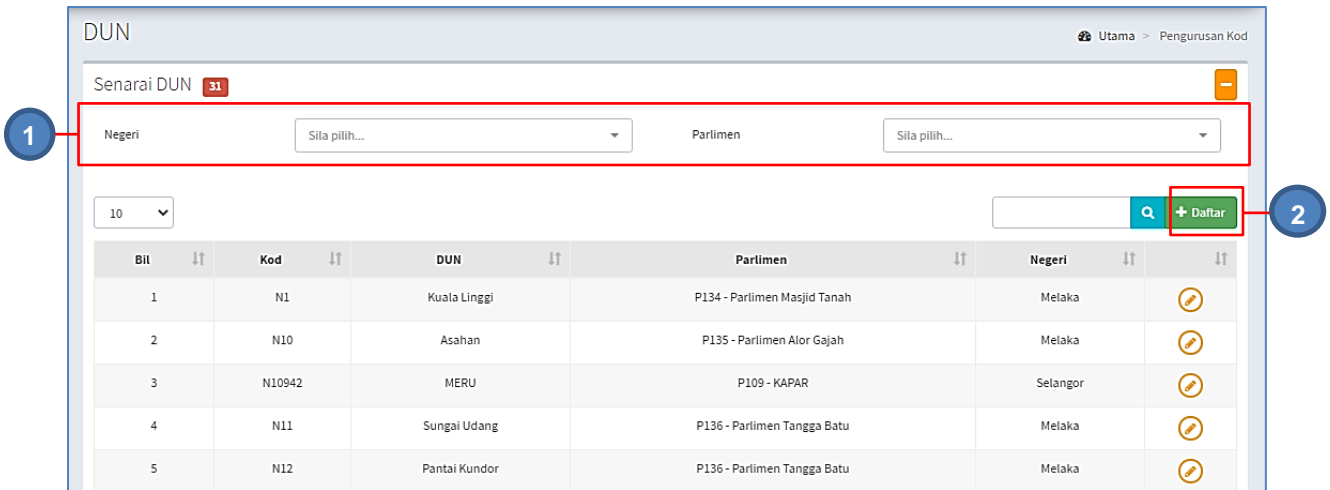 DUN
Utama > Pengurusan Kod
Senarai DUN 31
1
Negeri Sila pilih... Parlimen Sila pilih...
10
+ Daftar
2
Bil Kod DUN Parlimen Negeri
1 N1 Kuala Linggi P134 - Parlimen Masjid Tanah Melaka
2 N10 Asahan P135 - Parlimen Alor Gajah Melaka
3 N10942 MERU P109 - KAPAR Selangor
4 N11 Sungai Udang P136 - Parlimen Tangga Batu Melaka
5 N12 Pantai Kundor P136 - Parlimen Tangga Batu Melaka